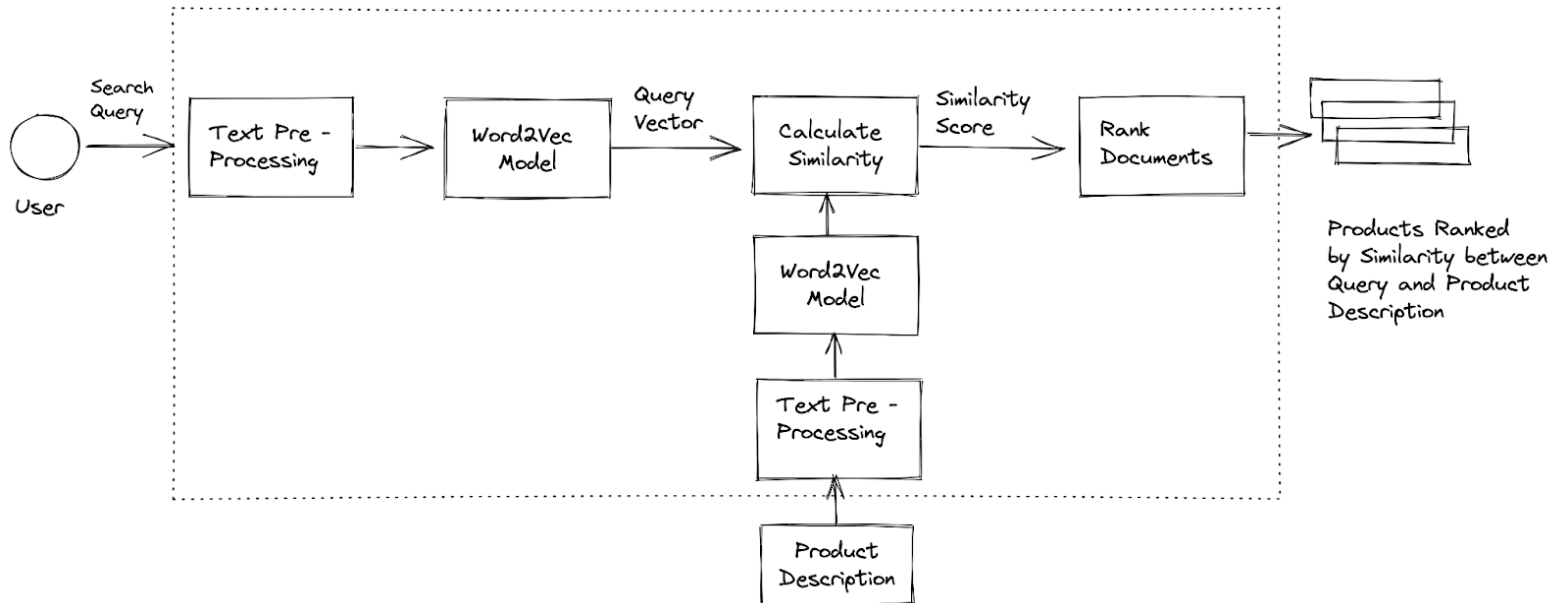 Search
Query
User
Text Pre -
Processing
Word2Vec
Model
Query
Vector
Calculate
Similarity
Similarity
Score
Rank
Documents
Products Ranked
by Similarity between
Query and Product
Description
Word2Vec
Model
Text Pre -
Processing
Product
Description